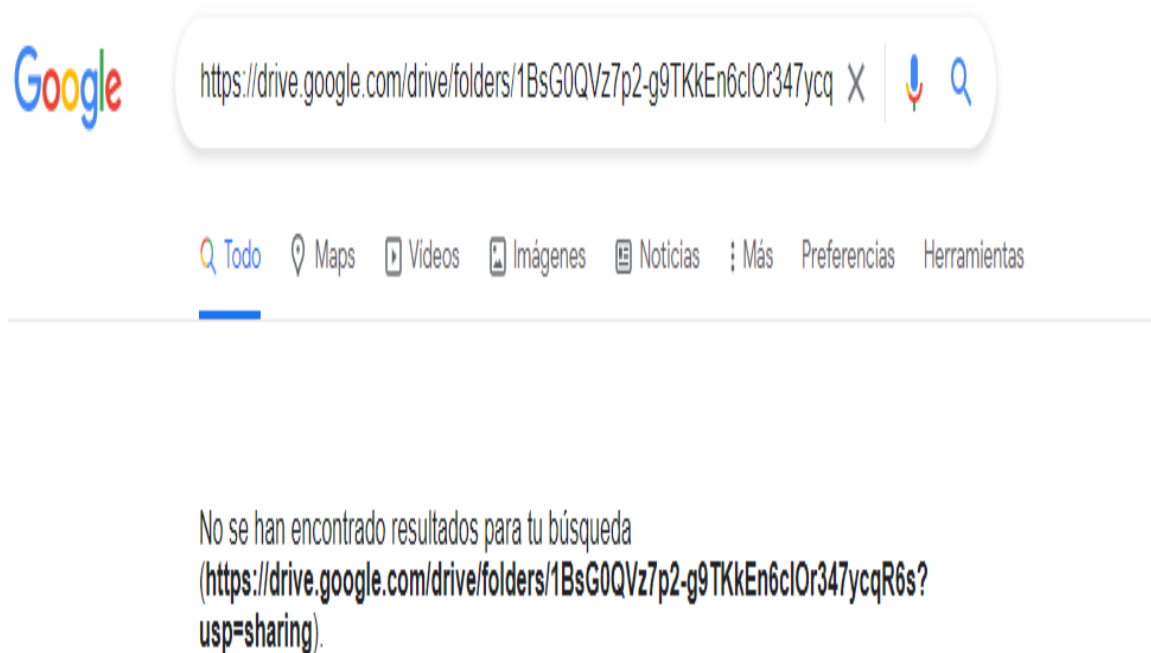 Google
https://drive.google.com/drive/folders/1BsG0QVz7p2-g9TKkEn6clOr347ycq
Todo Maps Vídeos Imágenes Noticias Más Preferencias Herramientas
No se han encontrado resultados para tu búsqueda
(https://drive.google.com/drive/folders/1BsG0QVz7p2-g9TKkEn6clOr347ycqR6s?
usp=sharing).